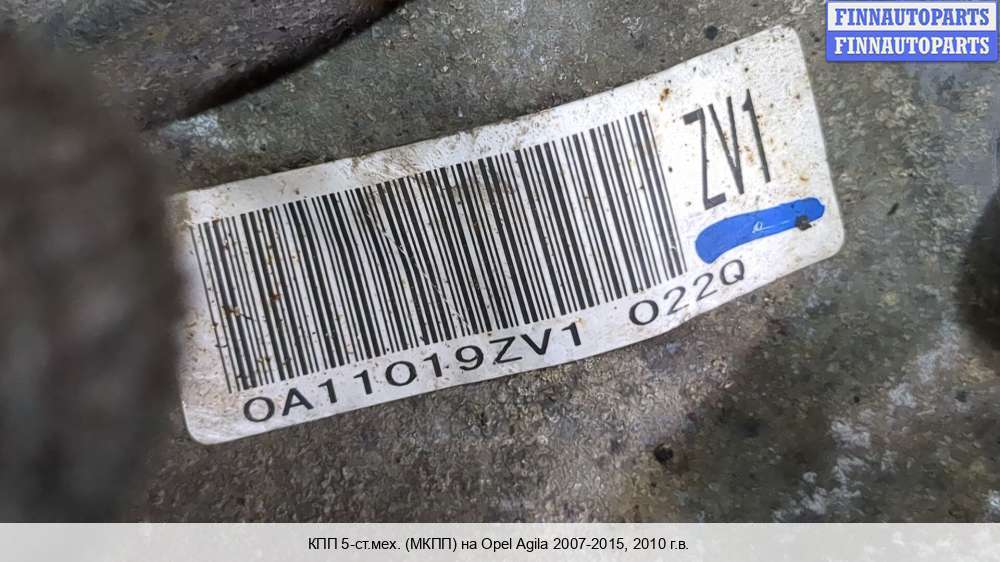 FINNAUTOPARTS
FINNAUTOPARTS
ZV1
0A11019ZV1 022Q
КПП 5-ст.мех. (МКПП) на Opel Agila 2007-2015, 2010 г.в.